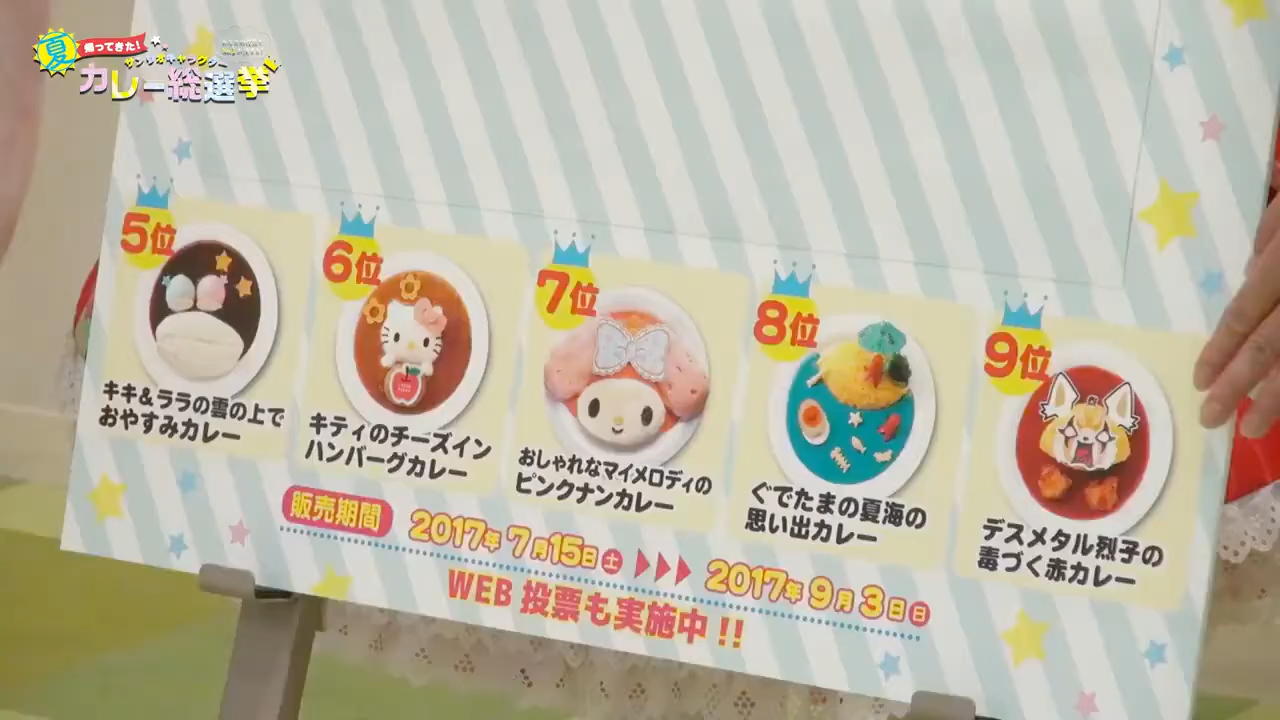 夏 帰ってきた!
サンリオキャラクター
カレー総選挙
5位
キキ&ララの雲の上で
おやすみカレー
6位
キティのチーズイン
ハンバーグカレー
7位
おしゃれなマイメロディの
ピンクナンカレー
8位
ぐでたまの夏海の
思い出カレー
9位
デスメタル烈子の
毒づく赤カレー
販売期間 2017年7月15日土 2017年9月3日日
WEB投票も実施中!!